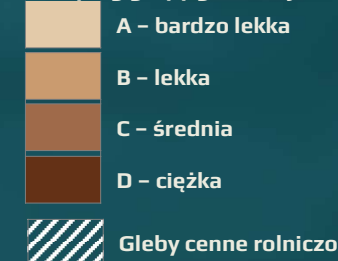 A – bardzo lekka
B – lekka
C – średnia
D – ciężka
Gleby cenne rolniczo